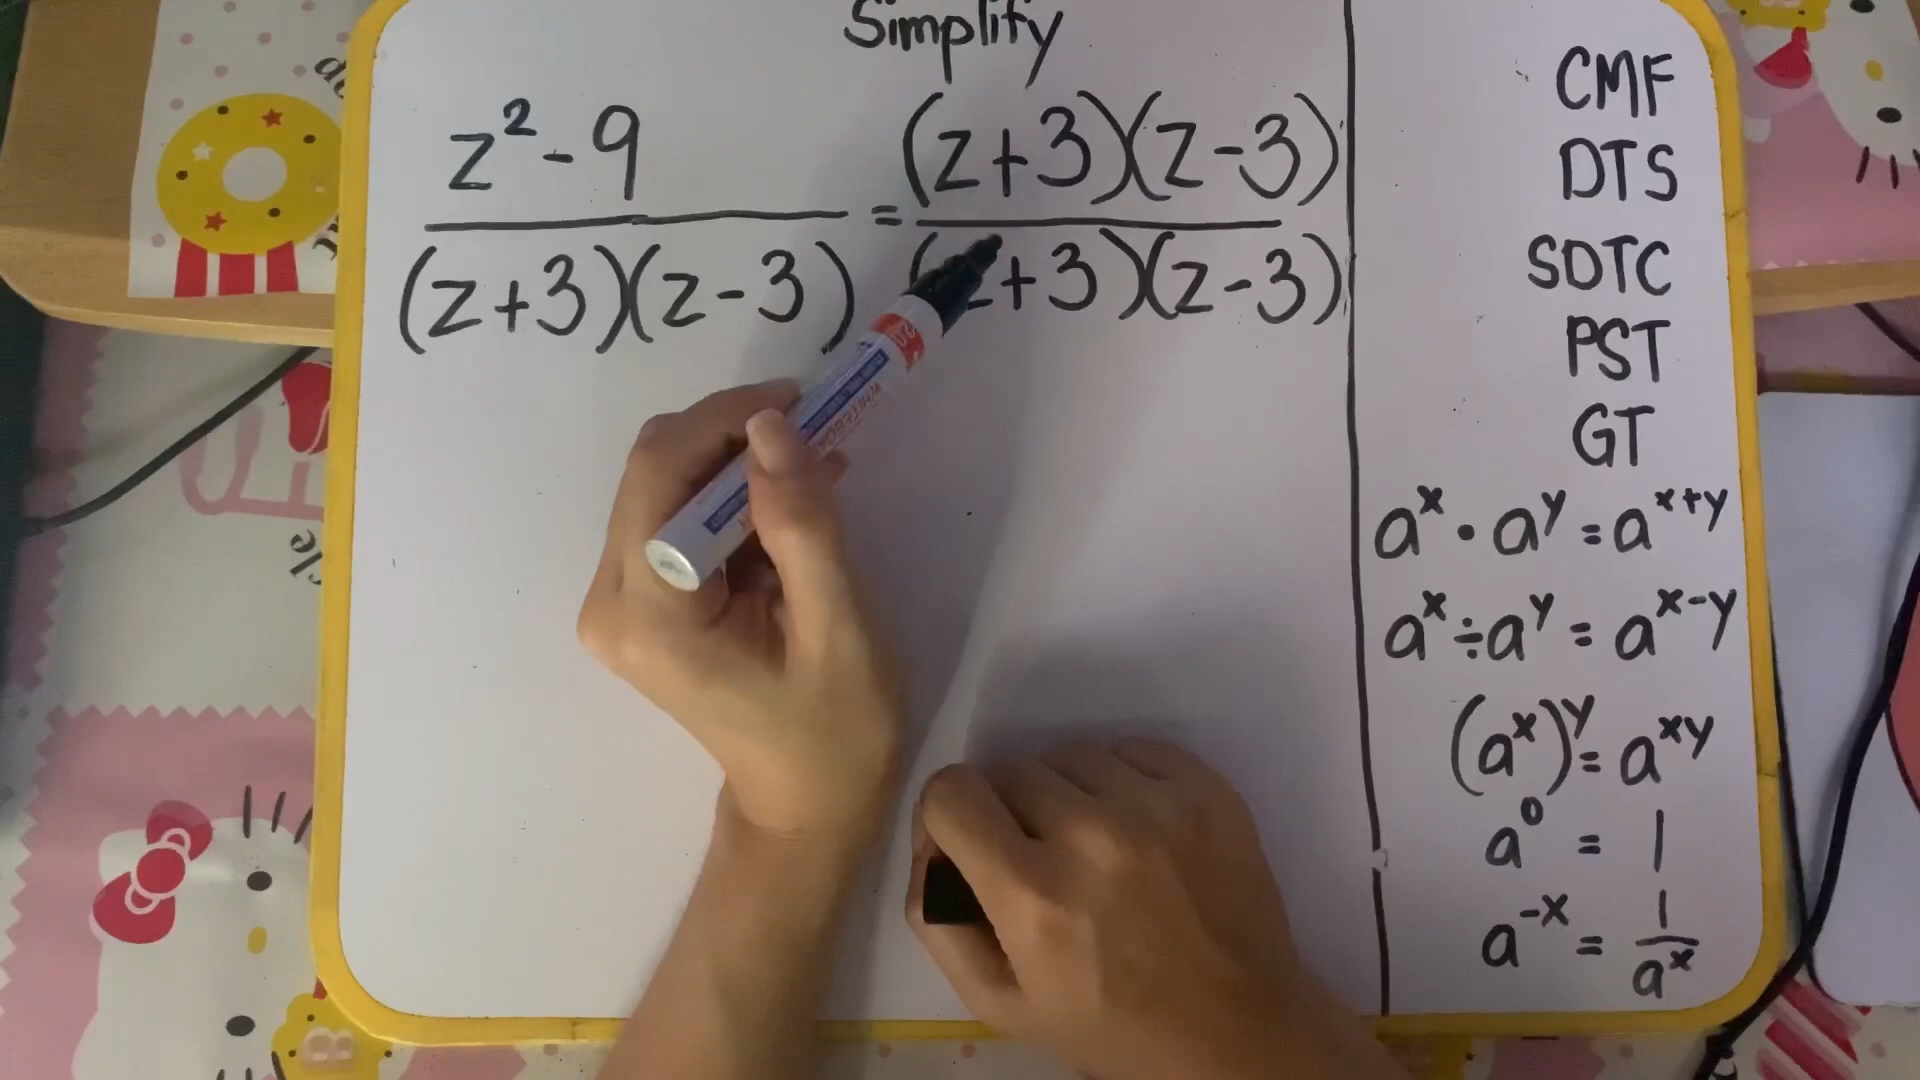 Simplify
z² - 9 / (z+3)(z-3) = (z+3)(z-3) / (z+3)(z-3)
CMF
DTS
SDTC
PST
GT
aˣ · aʸ = aˣ⁺ʸ
aˣ ÷ aʸ = aˣ⁻ʸ
(aˣ)ʸ = aˣʸ
a⁰ = 1
a⁻ˣ = 1 / aˣ